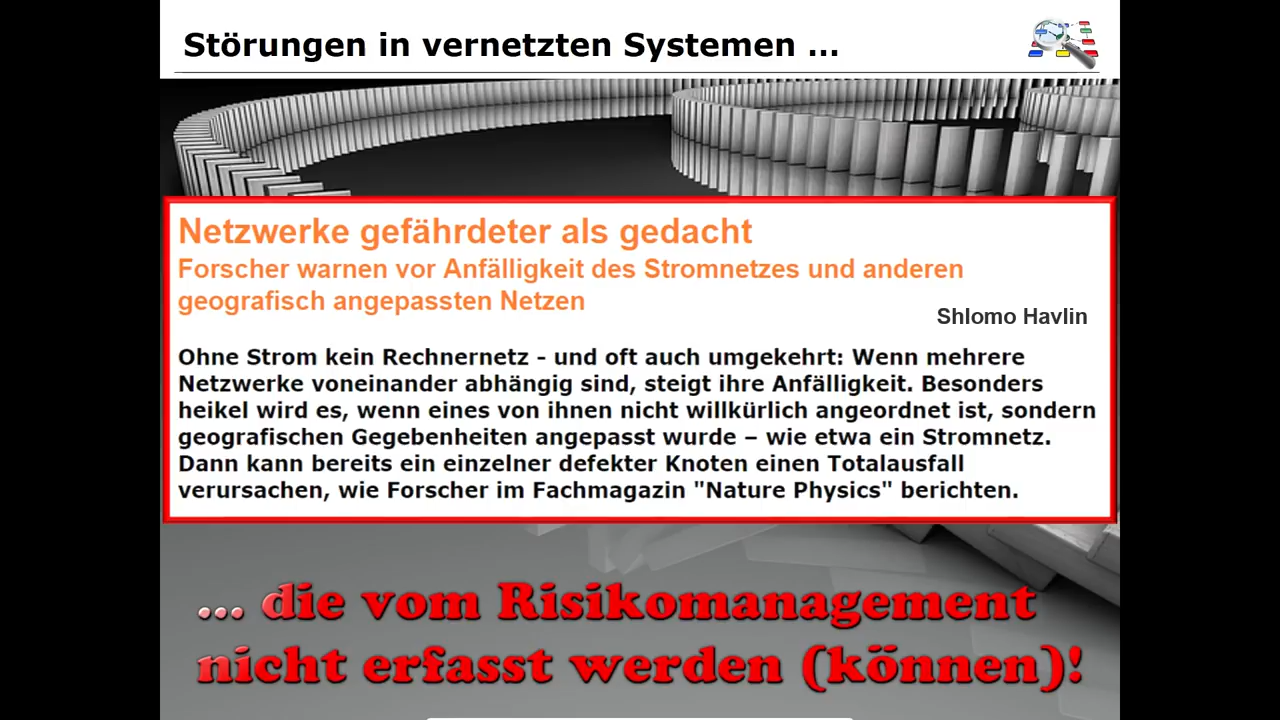 Störungen in vernetzten Systemen ...
Netzwerke gefährdeter als gedacht
Forscher warnen vor Anfälligkeit des Stromnetzes und anderen
geografisch angepassten Netzen
Shlomo Havlin
Ohne Strom kein Rechnernetz - und oft auch umgekehrt: Wenn mehrere
Netzwerke voneinander abhängig sind, steigt ihre Anfälligkeit. Besonders
heikel wird es, wenn eines von ihnen nicht willkürlich angeordnet ist, sondern
geografischen Gegebenheiten angepasst wurde – wie etwa ein Stromnetz.
Dann kann bereits ein einzelner defekter Knoten einen Totalausfall
verursachen, wie Forscher im Fachmagazin "Nature Physics" berichten.
... die vom Risikomanagement
nicht erfasst werden (können)!